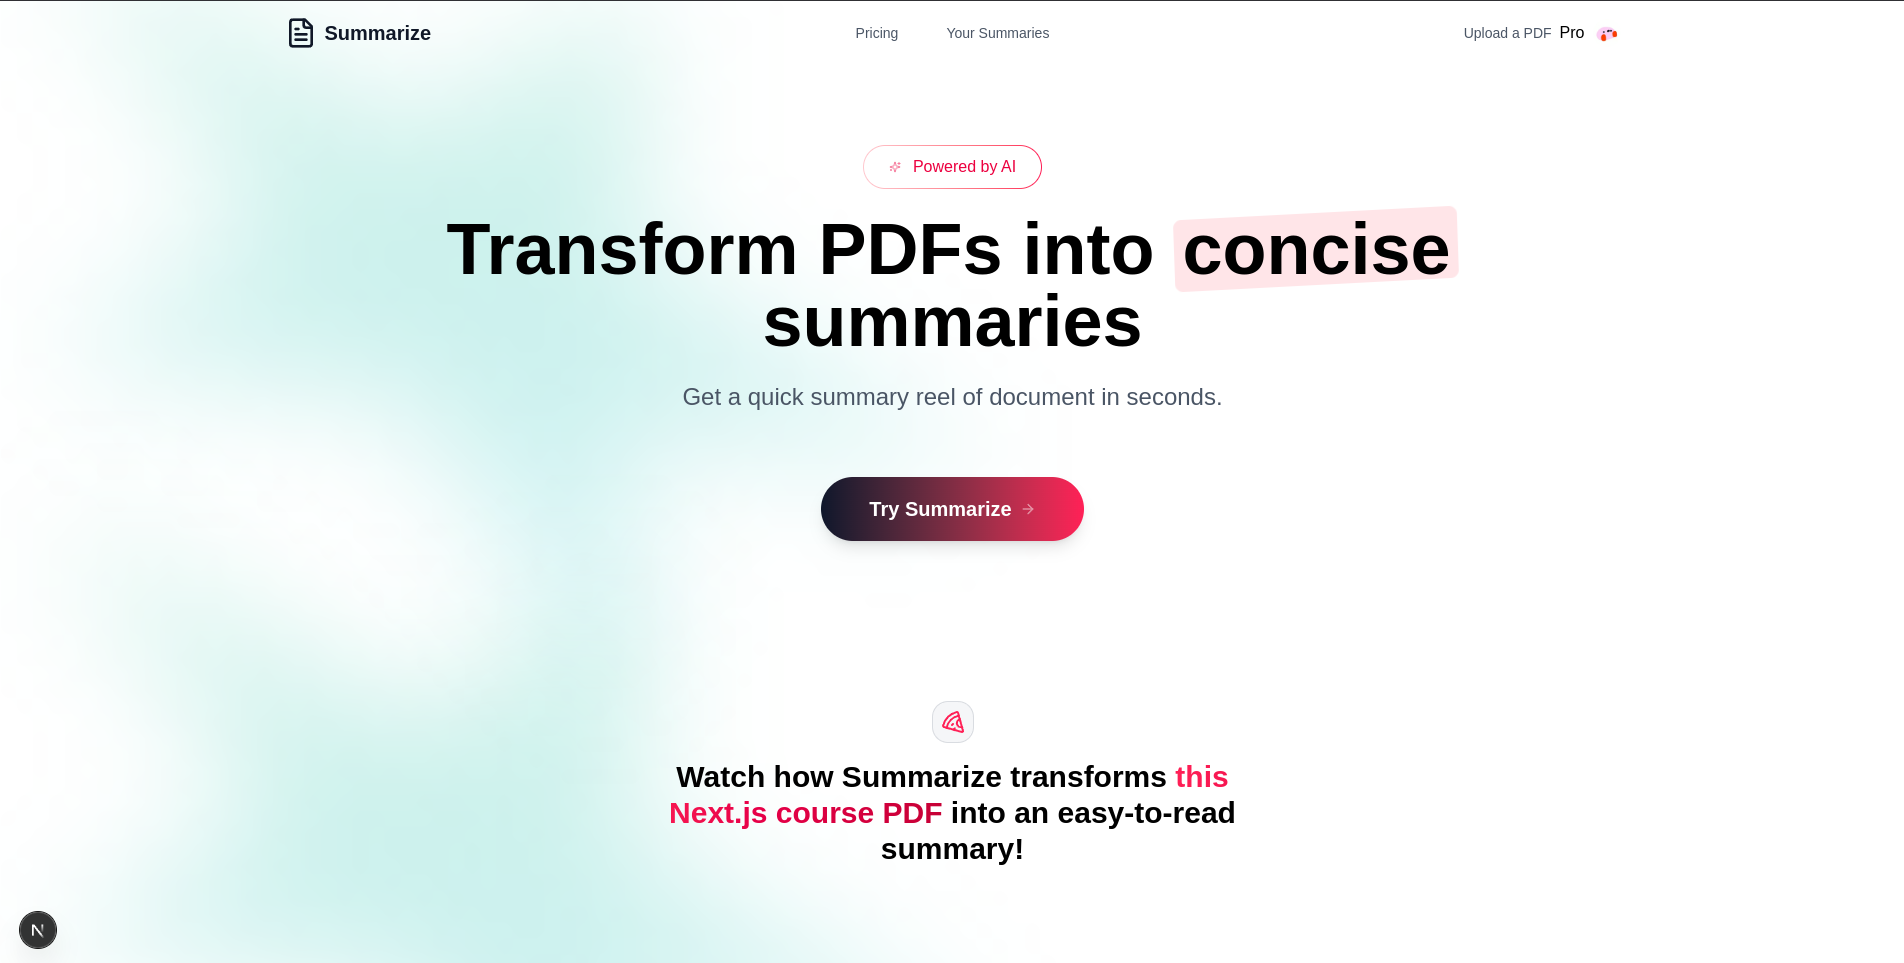 Summarize
Pricing
Your Summaries
Upload a PDF
Pro
Powered by AI
Transform PDFs into concise
summaries
Get a quick summary reel of document in seconds.
Try Summarize
Watch how Summarize transforms this
Next.js course PDF into an easy-to-read
summary!
N